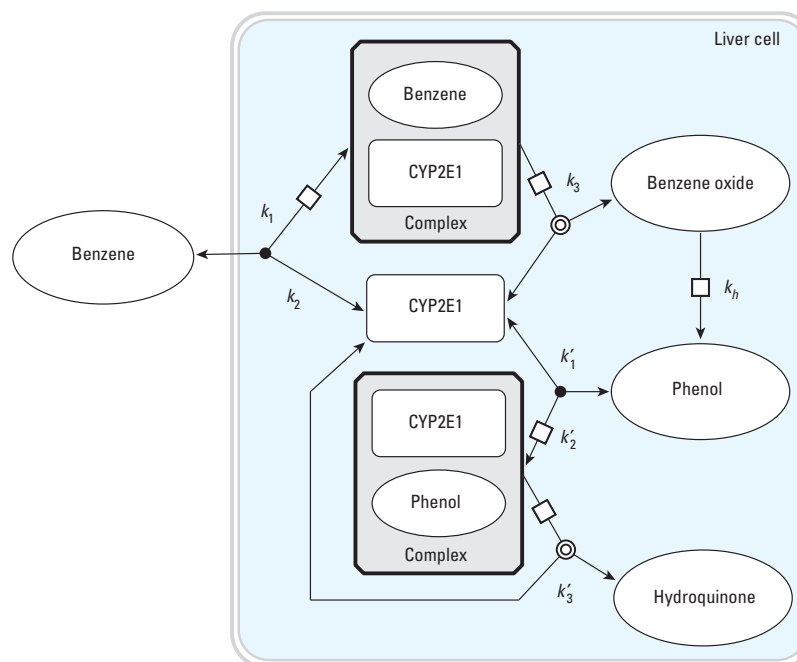 Liver cell
Benzene
CYP2E1
Complex
k₁
k₃
Benzene oxide
Benzene
k₂
CYP2E1
kₕ
k′₁
Phenol
CYP2E1
k′₂
Phenol
Complex
k′₃
Hydroquinone